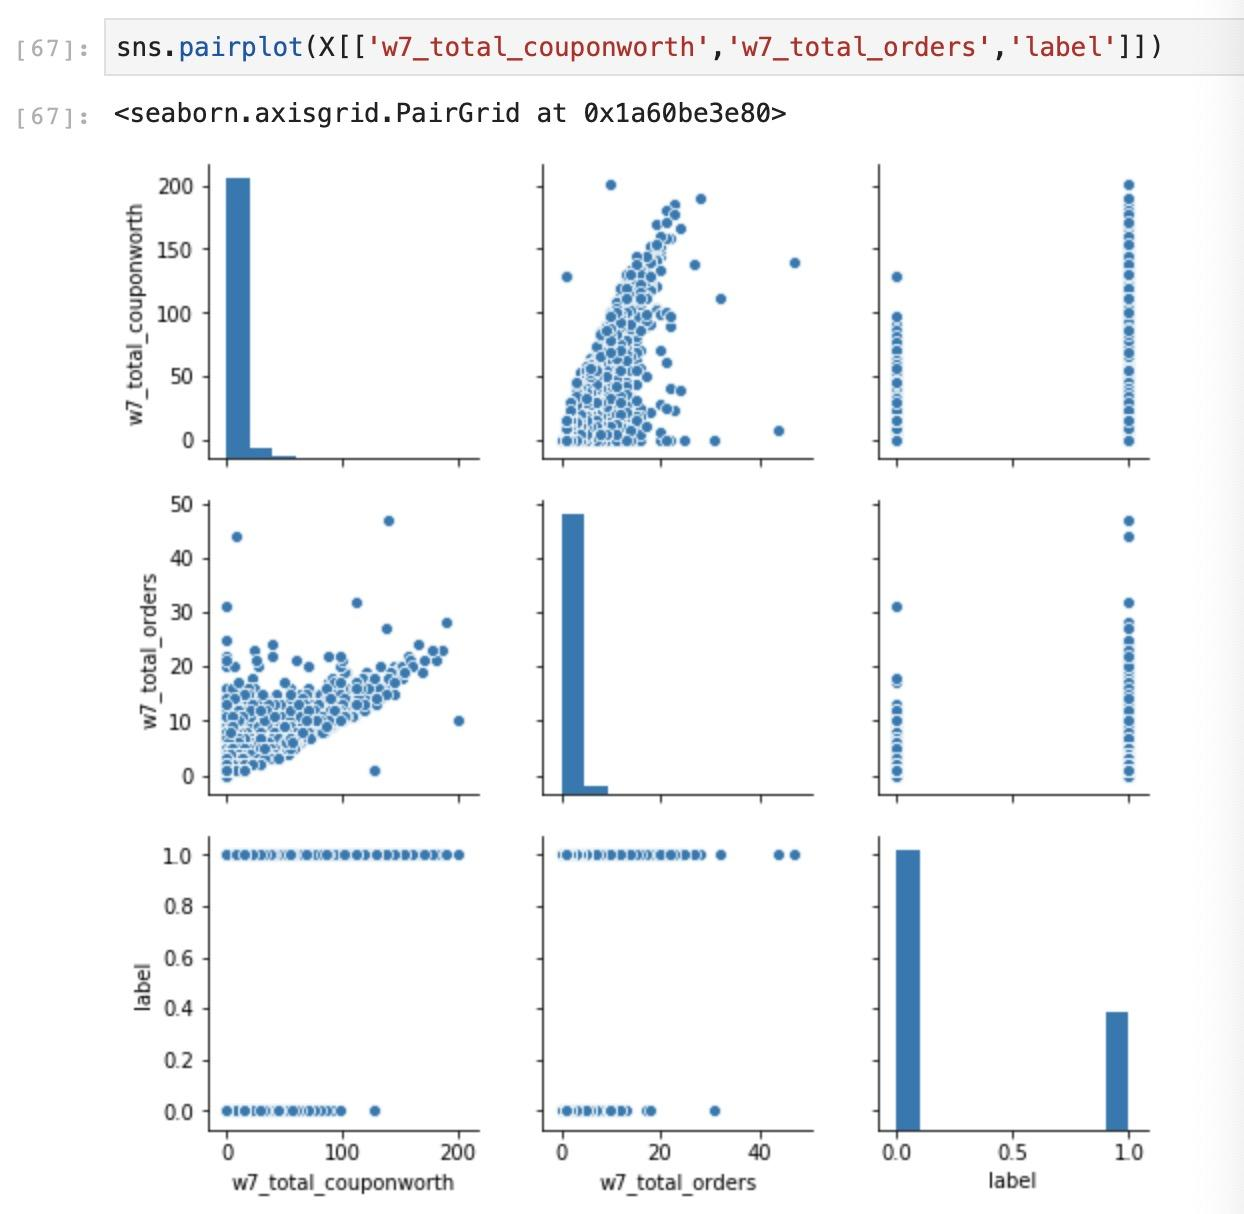 [67]: sns.pairplot(X[['w7_total_couponworth','w7_total_orders','label']])
[67]: <seaborn.axisgrid.PairGrid at 0x1a60be3e80>
200
150
100
50
0
w7_total_couponworth
50
40
30
20
10
0
w7_total_orders
1.0
0.8
0.6
0.4
0.2
0.0
label
0 100 200
0 20 40
0.0 0.5 1.0
w7_total_couponworth
w7_total_orders
label